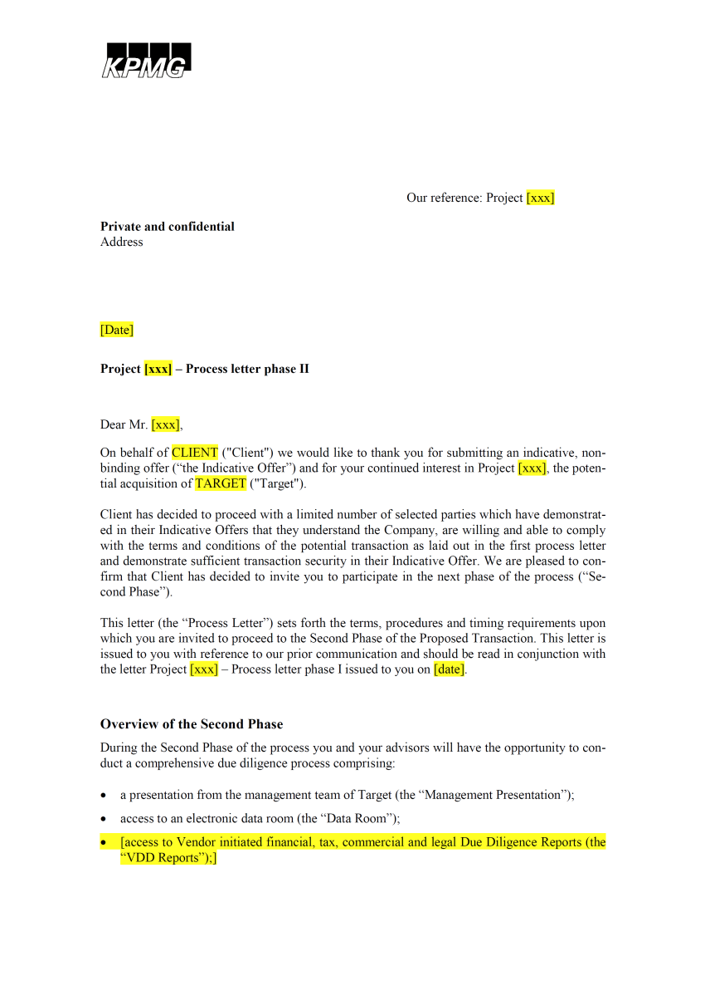 KPMG
Our reference: Project [xxx]
Private and confidential
Address
[Date]
Project [xxx] – Process letter phase II
Dear Mr. [xxx],
On behalf of CLIENT ("Client") we would like to thank you for submitting an indicative, non-
binding offer (“the Indicative Offer”) and for your continued interest in Project [xxx], the poten-
tial acquisition of TARGET ("Target").
Client has decided to proceed with a limited number of selected parties which have demonstrat-
ed in their Indicative Offers that they understand the Company, are willing and able to comply
with the terms and conditions of the potential transaction as laid out in the first process letter
and demonstrate sufficient transaction security in their Indicative Offer. We are pleased to con-
firm that Client has decided to invite you to participate in the next phase of the process (“Se-
cond Phase”).
This letter (the “Process Letter”) sets forth the terms, procedures and timing requirements upon
which you are invited to proceed to the Second Phase of the Proposed Transaction. This letter is
issued to you with reference to our prior communication and should be read in conjunction with
the letter Project [xxx] – Process letter phase I issued to you on [date].
Overview of the Second Phase
During the Second Phase of the process you and your advisors will have the opportunity to con-
duct a comprehensive due diligence process comprising:
• a presentation from the management team of Target (the “Management Presentation”);
• access to an electronic data room (the “Data Room”);
• [access to Vendor initiated financial, tax, commercial and legal Due Diligence Reports (the
“VDD Reports”);]